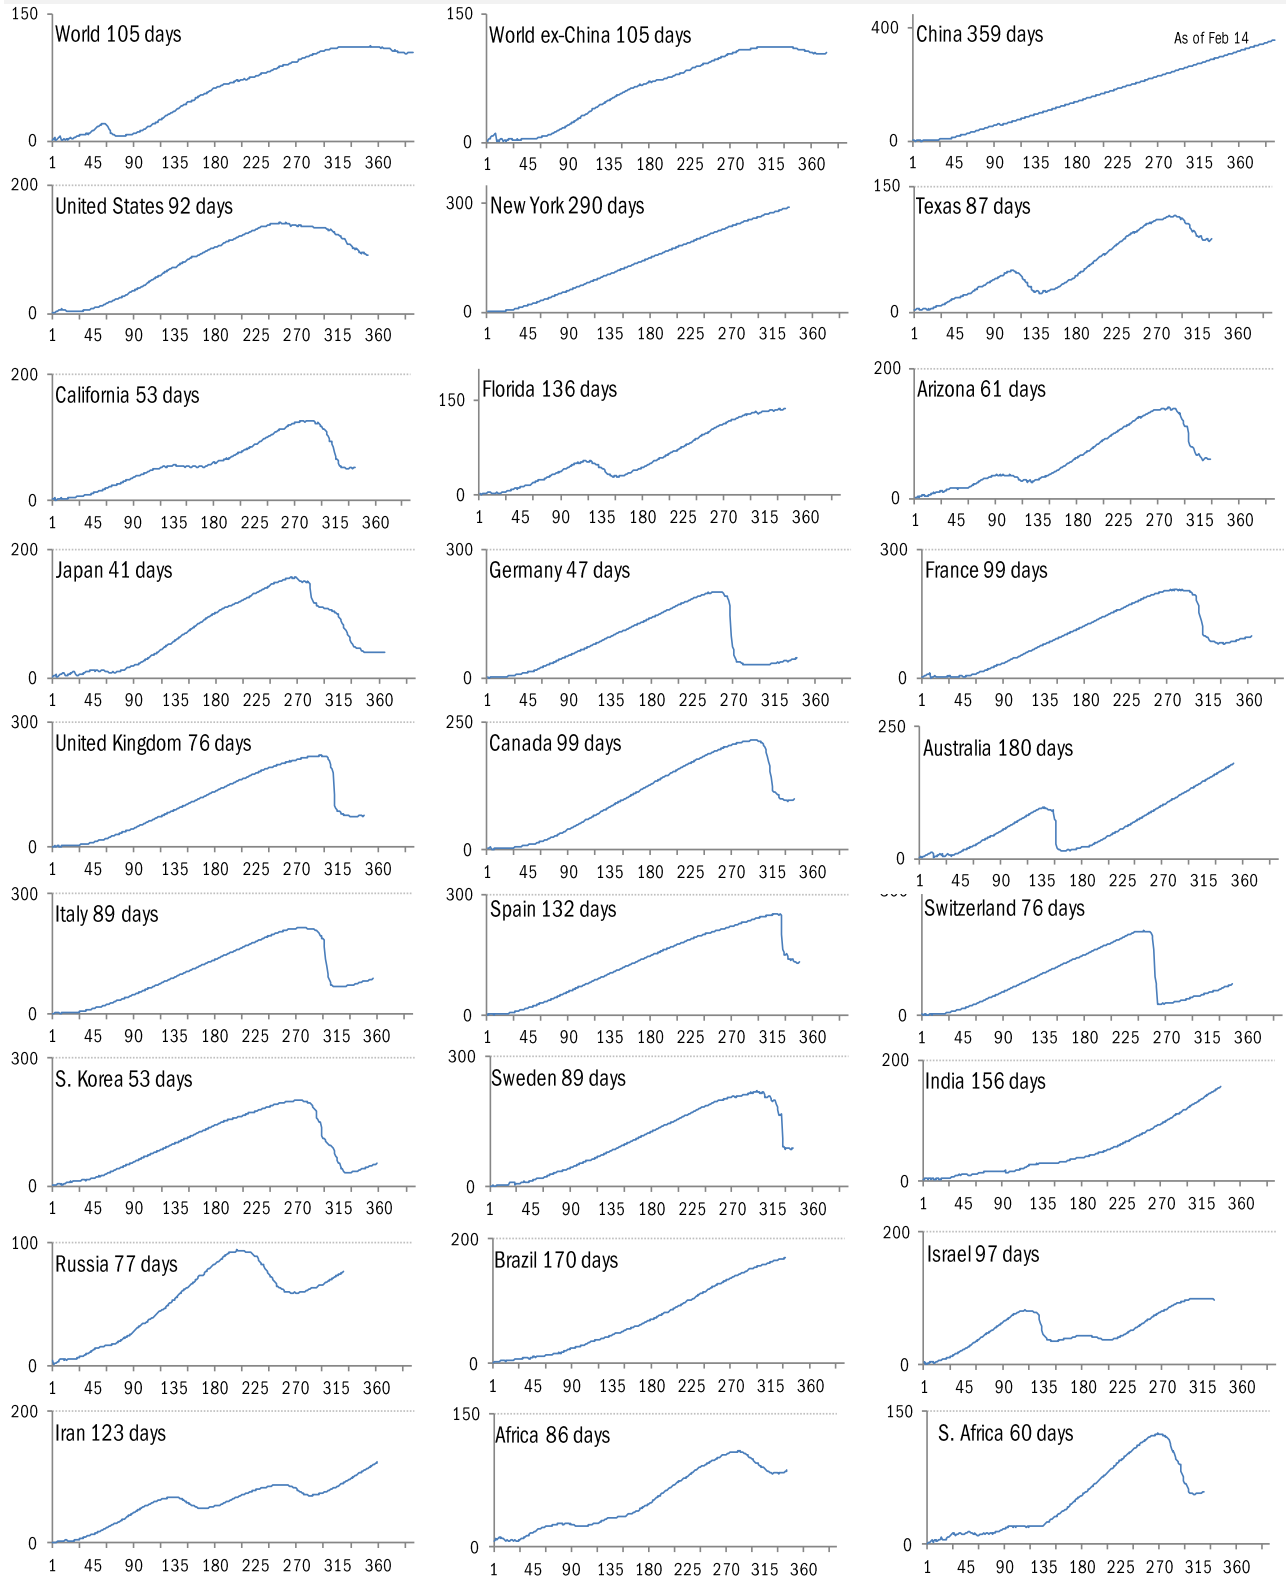 150 150 400
World 105 days World ex-China 105 days China 359 days As of Feb 14
0 0 0
1 45 90 135 180 225 270 315 360 1 45 90 135 180 225 270 315 360 1 45 90 135 180 225 270 315 360
200 300 150
United States 92 days New York 290 days Texas 87 days
0 0 0
1 45 90 135 180 225 270 315 360 1 45 90 135 180 225 270 315 360 1 45 90 135 180 225 270 315 360
200 150 200
California 53 days Florida 136 days Arizona 61 days
0 0 0
1 45 90 135 180 225 270 315 360 1 45 90 135 180 225 270 315 360 1 45 90 135 180 225 270 315 360
200 300 300
Japan 41 days Germany 47 days France 99 days
0 0 0
1 45 90 135 180 225 270 315 360 1 45 90 135 180 225 270 315 360 1 45 90 135 180 225 270 315 360
300 250 250
United Kingdom 76 days Canada 99 days Australia 180 days
0 0 0
1 45 90 135 180 225 270 315 360 1 45 90 135 180 225 270 315 360 1 45 90 135 180 225 270 315 360
300 300
Italy 89 days Spain 132 days Switzerland 76 days
0 0 0
1 45 90 135 180 225 270 315 360 1 45 90 135 180 225 270 315 360 1 45 90 135 180 225 270 315 360
300 300 200
S. Korea 53 days Sweden 89 days India 156 days
0 0 0
1 45 90 135 180 225 270 315 360 1 45 90 135 180 225 270 315 360 1 45 90 135 180 225 270 315 360
100 200 200
Russia 77 days Brazil 170 days Israel 97 days
0 0 0
1 45 90 135 180 225 270 315 360 1 45 90 135 180 225 270 315 360 1 45 90 135 180 225 270 315 360
200 150 150
Iran 123 days Africa 86 days S. Africa 60 days
0 0 0
1 45 90 135 180 225 270 315 360 1 45 90 135 180 225 270 315 360 1 45 90 135 180 225 270 315 360